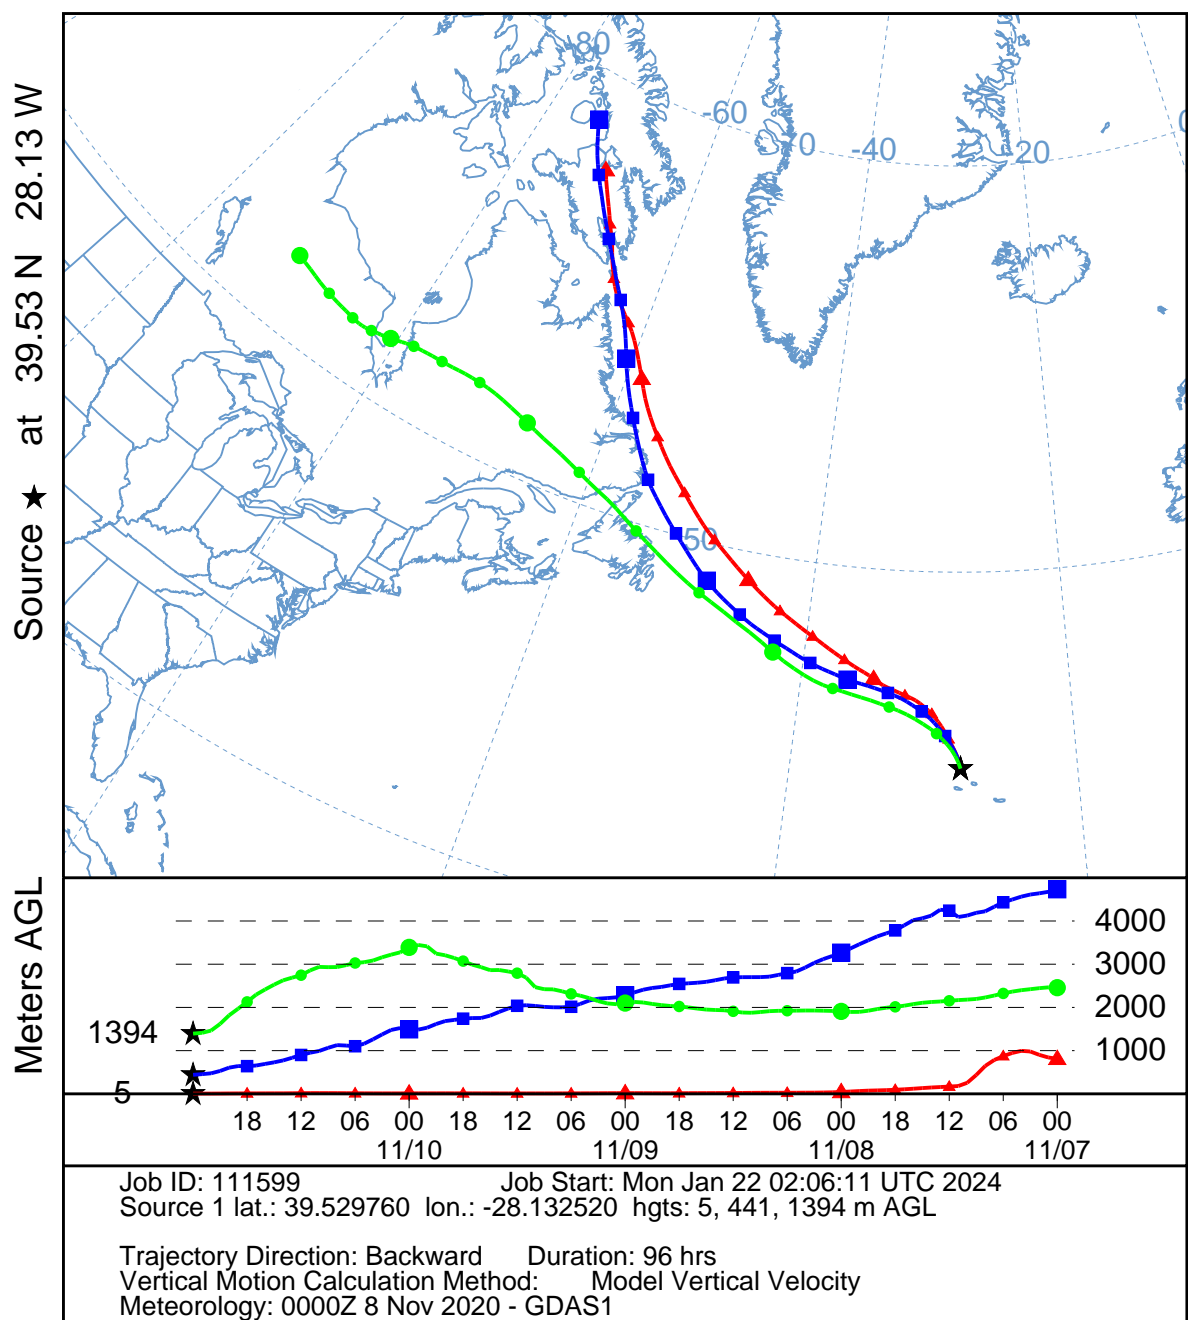 Source ★ at 39.53 N 28.13 W
80
-60
0
-40
-20
0
50
Meters AGL
4000
3000
2000
1394
1000
5
18 12 06 00 18 12 06 00 18 12 06 00 18 12 06 00
11/10 11/09 11/08 11/07
Job ID: 111599 Job Start: Mon Jan 22 02:06:11 UTC 2024
Source 1 lat.: 39.529760 lon.: -28.132520 hgts: 5, 441, 1394 m AGL
Trajectory Direction: Backward Duration: 96 hrs
Vertical Motion Calculation Method: Model Vertical Velocity
Meteorology: 0000Z 8 Nov 2020 - GDAS1